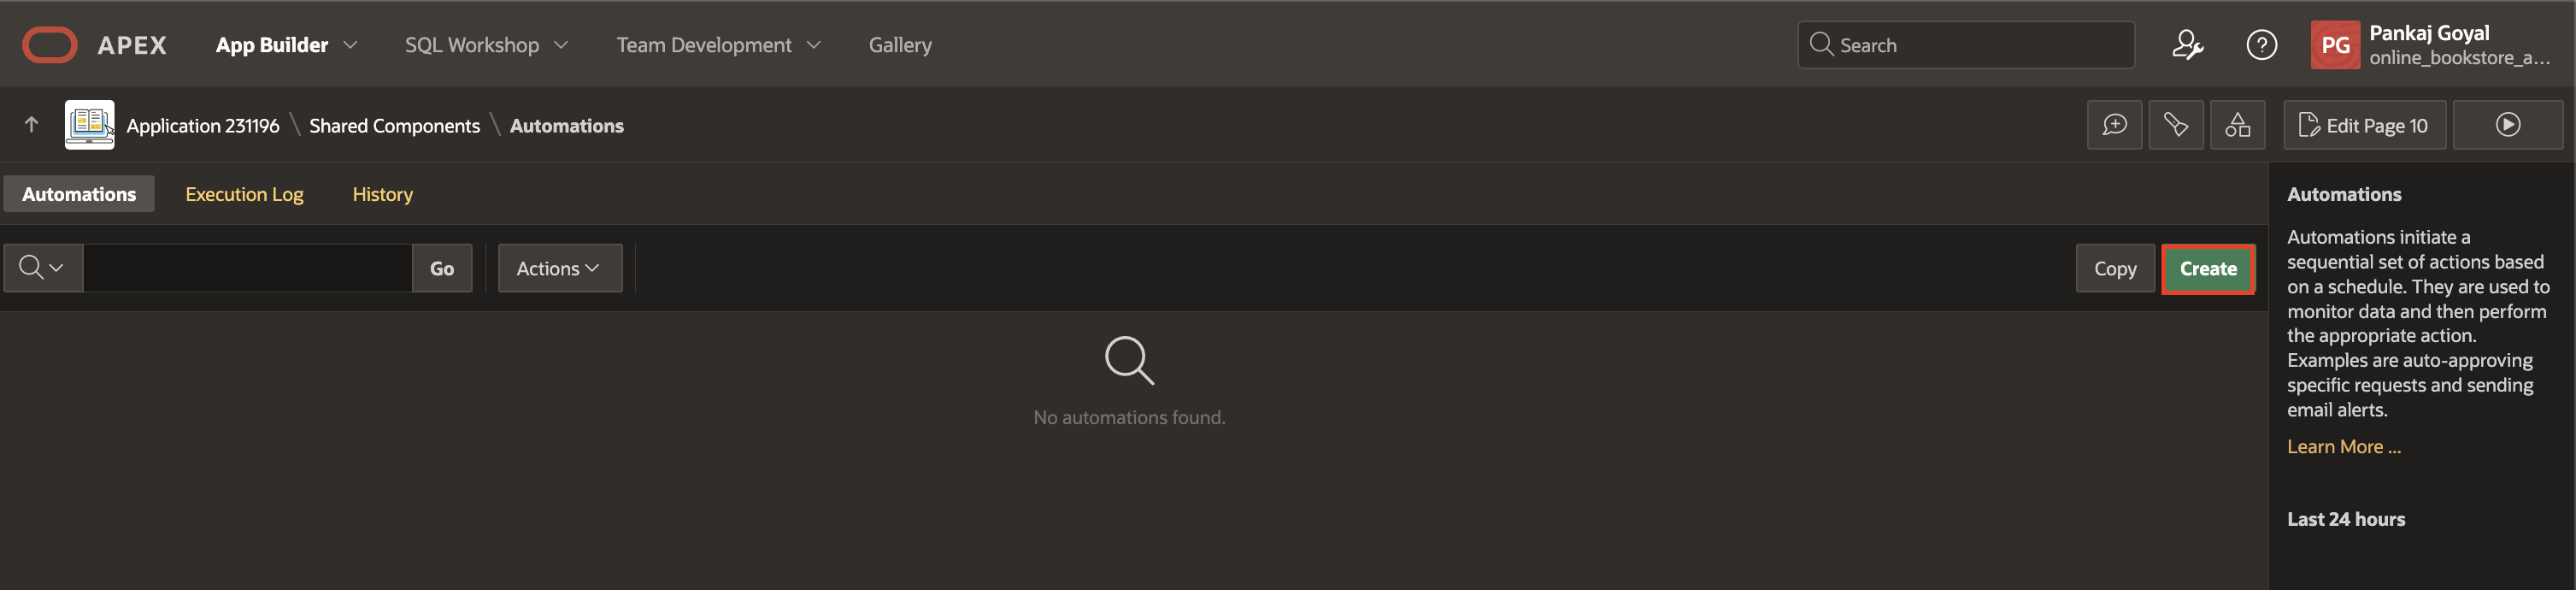 APEX App Builder SQL Workshop Team Development Gallery Search PG Pankaj Goyal
online_bookstore_a...
Application 231196 \ Shared Components \ Automations Edit Page 10
Automations Execution Log History
Go Actions Copy Create
No automations found.
Automations
Automations initiate a
sequential set of actions based
on a schedule. They are used to
monitor data and then perform
the appropriate action.
Examples are auto-approving
specific requests and sending
email alerts.
Learn More ...
Last 24 hours